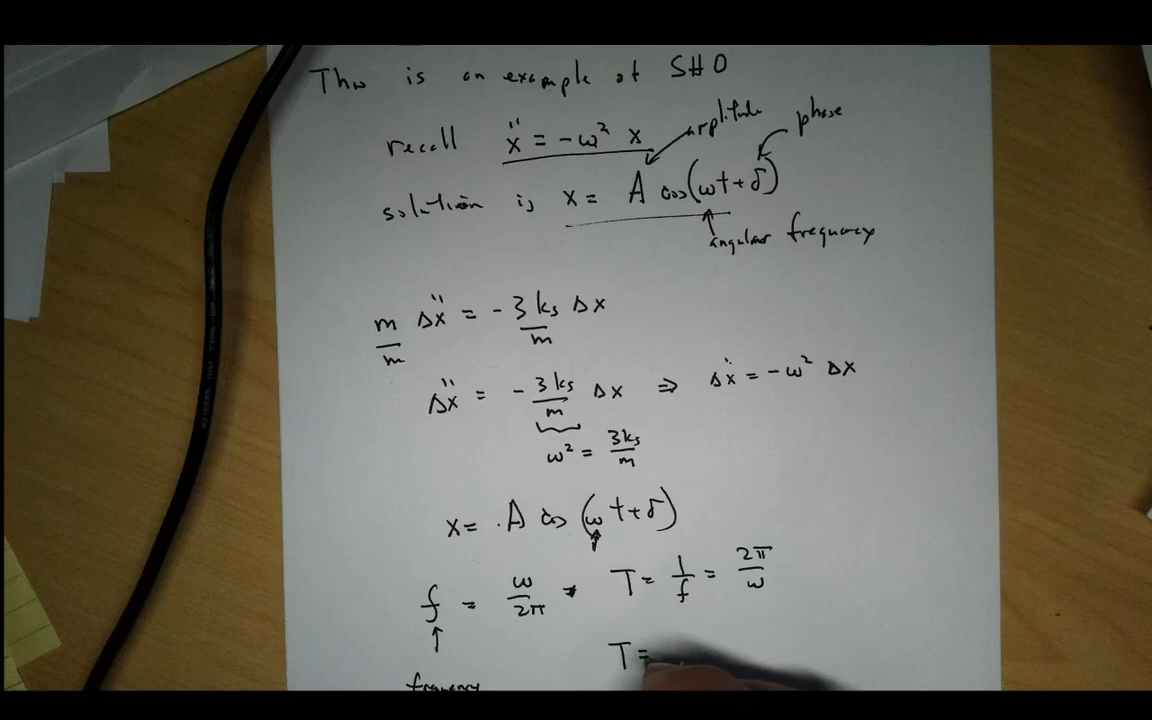 This is an example of SHO
recall ẍ = -ω² x
amplitude
phase
solution is x = A cos(ωt+δ)
angular frequency
m/m Δẍ = - 3ks/m Δx
Δẍ = - 3ks/m Δx ⇒ Δẍ = -ω² Δx
ω² = 3ks/m
x = A cos(ωt+δ)
f = ω/2π T = 1/f = 2π/ω
frequency
T =